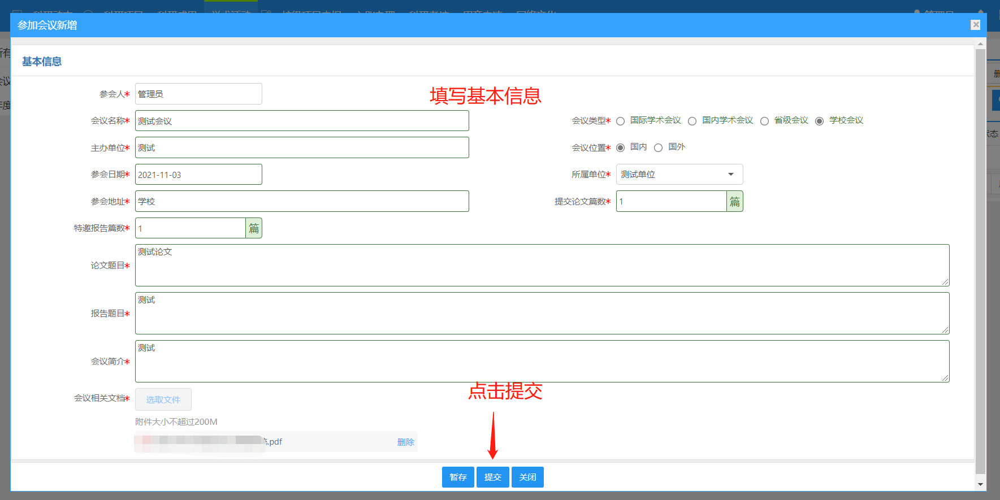 参加会议新增
基本信息
填写基本信息
参会人* 管理员
会议名称* 测试会议 会议类型* 国际学术会议 国内学术会议 省级会议 学校会议
主办单位* 测试 会议位置* 国内 国外
参会日期* 2021-11-03 所属单位* 测试单位
参会地址* 学校 提交论文篇数* 1 篇
特邀报告篇数* 1 篇
论文题目* 测试论文
报告题目* 测试
会议简介* 测试
点击提交
会议相关文档* 选取文件
附件大小不超过200M
.pdf 删除
暂存 提交 关闭